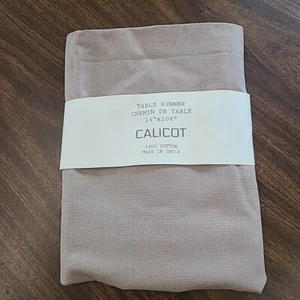 TABLE RUNNER
CHEMIN DE TABLE
14"x108"
CALICOT
100% COTTON
MADE IN INDIA